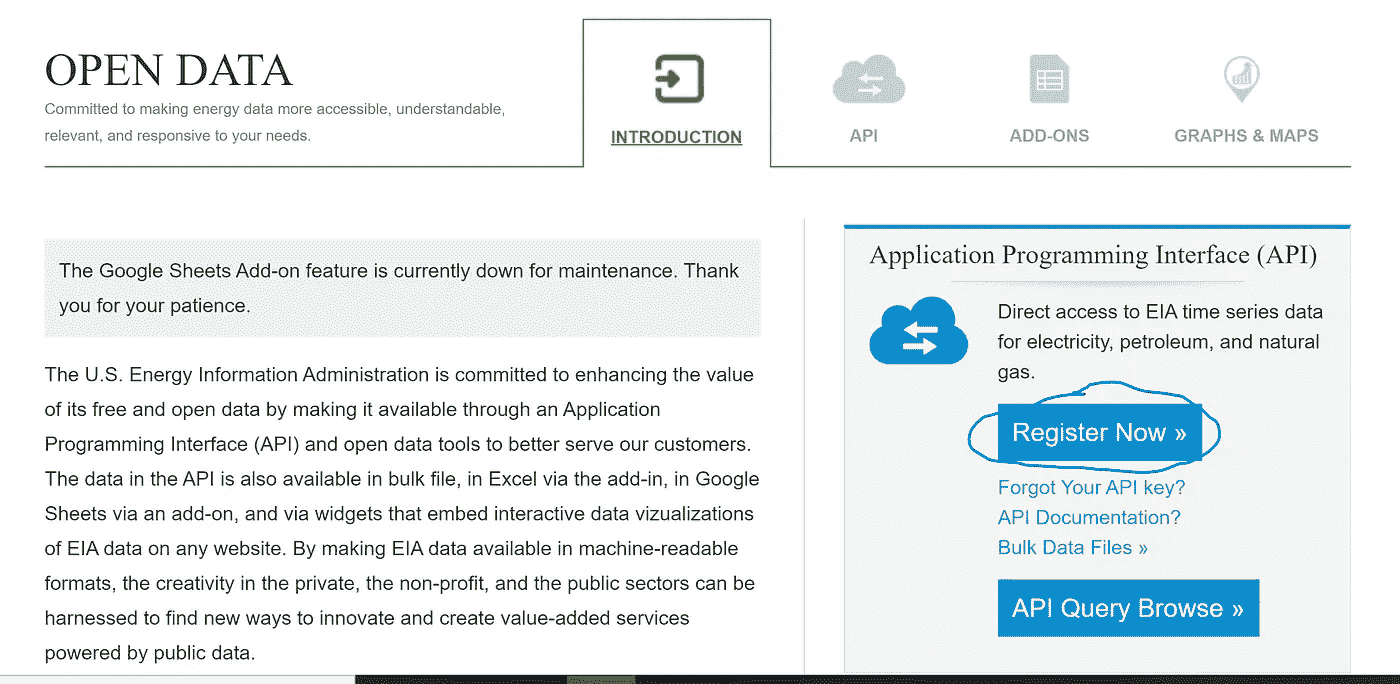 OPEN DATA
Committed to making energy data more accessible, understandable,
relevant, and responsive to your needs.
INTRODUCTION
API
ADD-ONS
GRAPHS & MAPS
The Google Sheets Add-on feature is currently down for maintenance. Thank
you for your patience.
The U.S. Energy Information Administration is committed to enhancing the value
of its free and open data by making it available through an Application
Programming Interface (API) and open data tools to better serve our customers.
The data in the API is also available in bulk file, in Excel via the add-in, in Google
Sheets via an add-on, and via widgets that embed interactive data vizualizations
of EIA data on any website. By making EIA data available in machine-readable
formats, the creativity in the private, the non-profit, and the public sectors can be
harnessed to find new ways to innovate and create value-added services
powered by public data.
Application Programming Interface (API)
Direct access to EIA time series data
for electricity, petroleum, and natural
gas.
Register Now »
Forgot Your API key?
API Documentation?
Bulk Data Files »
API Query Browse »